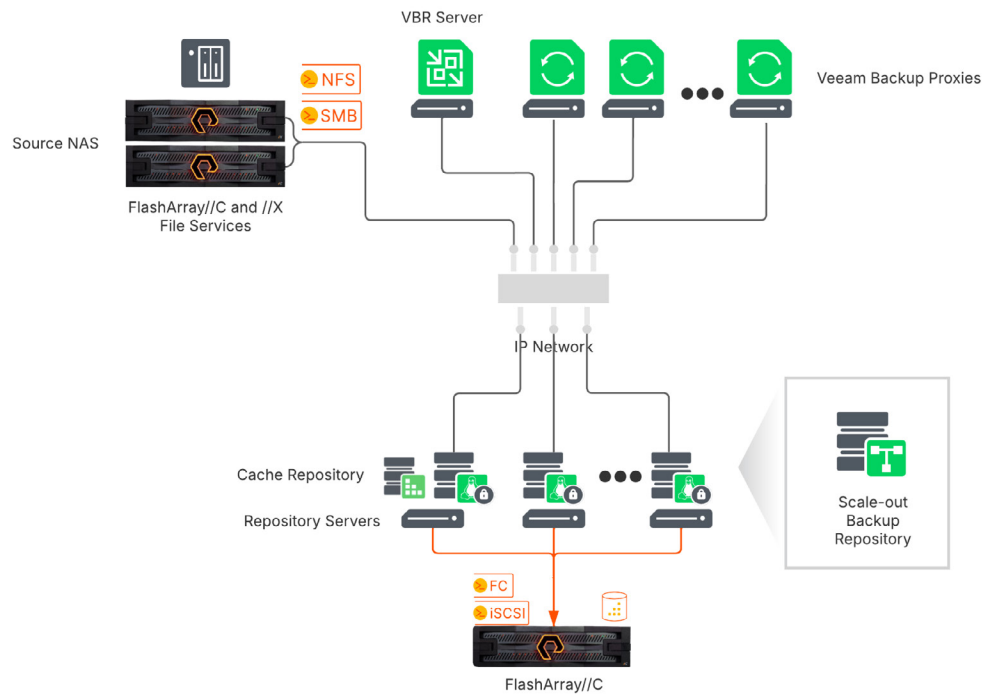 VBR Server
NFS
SMB
Veeam Backup Proxies
Source NAS
FlashArray//C and //X
File Services
IP Network
Cache Repository
Repository Servers
Scale-out
Backup
Repository
FC
iSCSI
FlashArray//C